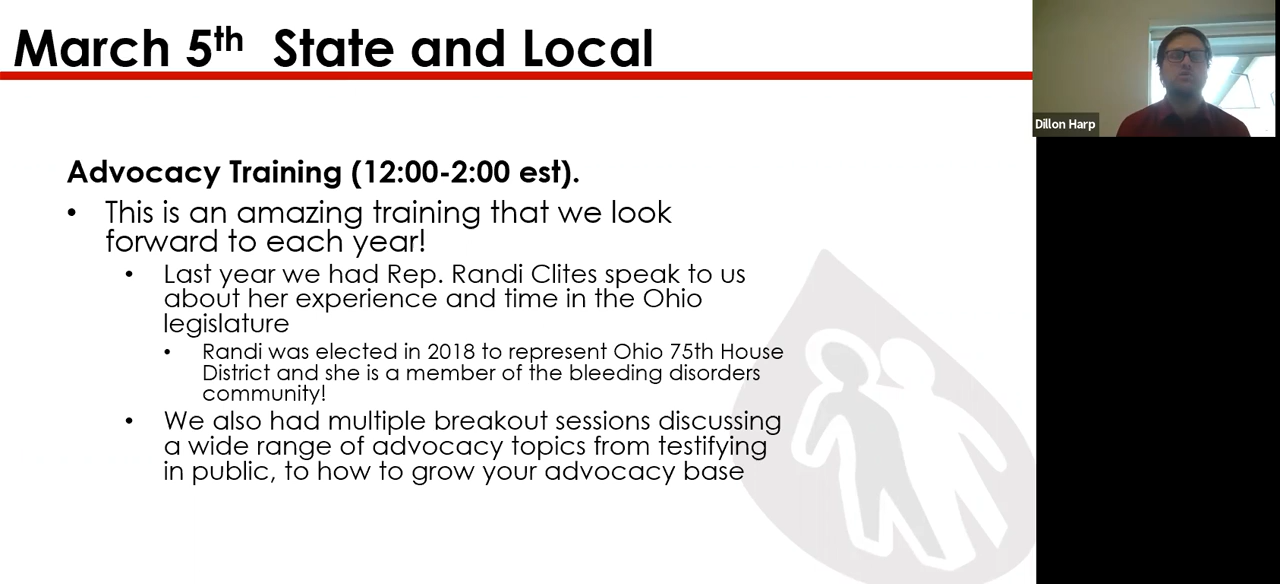 March 5th State and Local
Dillon Harp
Advocacy Training (12:00-2:00 est).
• This is an amazing training that we look
forward to each year!
• Last year we had Rep. Randi Clites speak to us
about her experience and time in the Ohio
legislature
• Randi was elected in 2018 to represent Ohio 75th House
District and she is a member of the bleeding disorders
community!
• We also had multiple breakout sessions discussing
a wide range of advocacy topics from testifying
in public, to how to grow your advocacy base